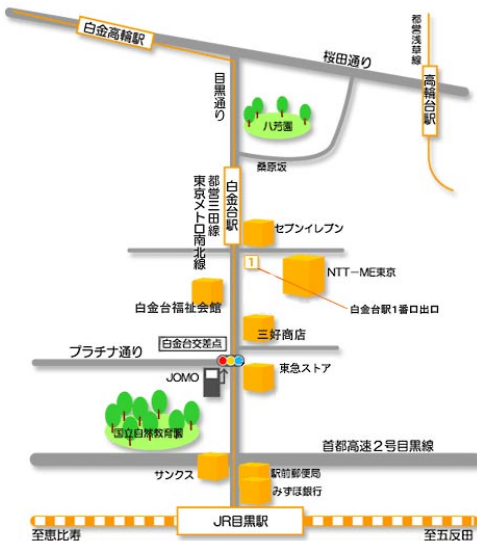 白金高輪駅
都営浅草線
桜田通り
高輪台駅
目黒通り
八芳園
桑原坂
都営三田線
東京メトロ南北線
白金台駅
セブンイレブン
1
NTT−ME東京
白金台福祉会館
白金台駅1番口出口
三好商店
白金台交差点
プラチナ通り
JOMO
東急ストア
国立自然教育園
首都高速2号目黒線
サンクス
駅前郵便局
みずほ銀行
JR目黒駅
至恵比寿
至五反田